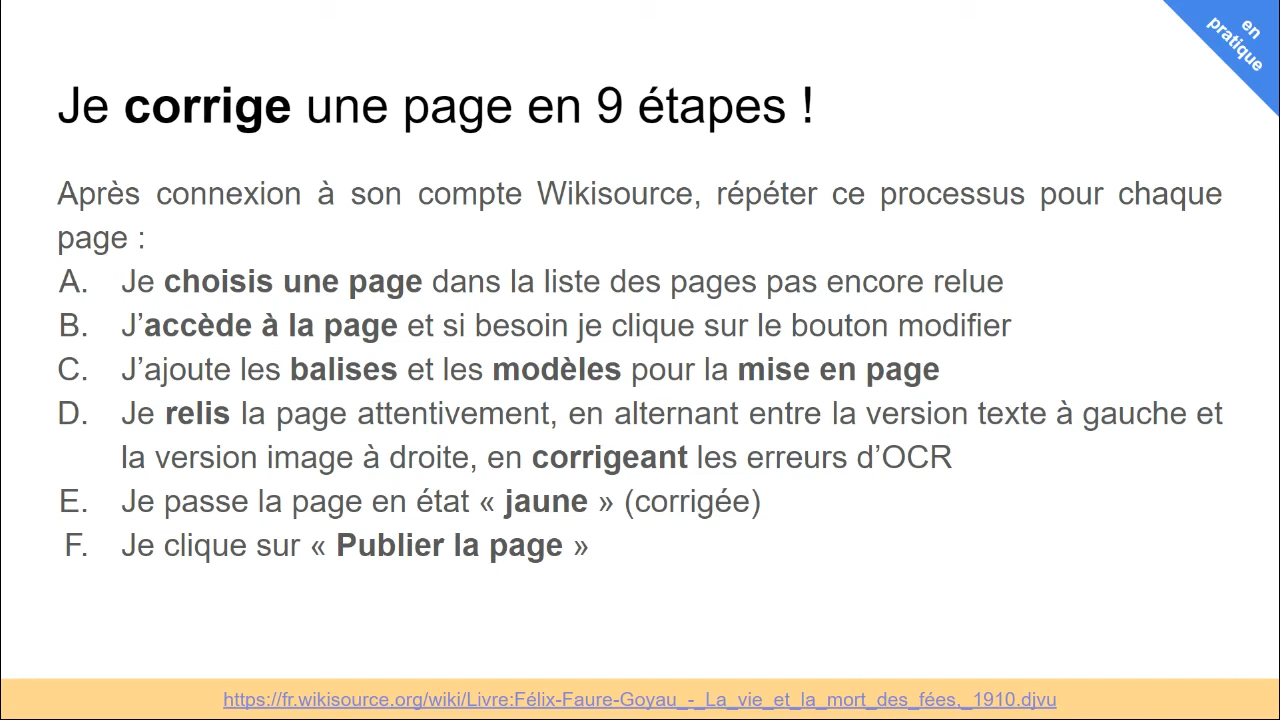 en
pratique
Je corrige une page en 9 étapes !
Après connexion à son compte Wikisource, répéter ce processus pour chaque
page :
A. Je choisis une page dans la liste des pages pas encore relue
B. J’accède à la page et si besoin je clique sur le bouton modifier
C. J’ajoute les balises et les modèles pour la mise en page
D. Je relis la page attentivement, en alternant entre la version texte à gauche et
la version image à droite, en corrigeant les erreurs d’OCR
E. Je passe la page en état « jaune » (corrigée)
F. Je clique sur « Publier la page »
https://fr.wikisource.org/wiki/Livre:Félix-Faure-Goyau_-_La_vie_et_la_mort_des_fées,_1910.djvu